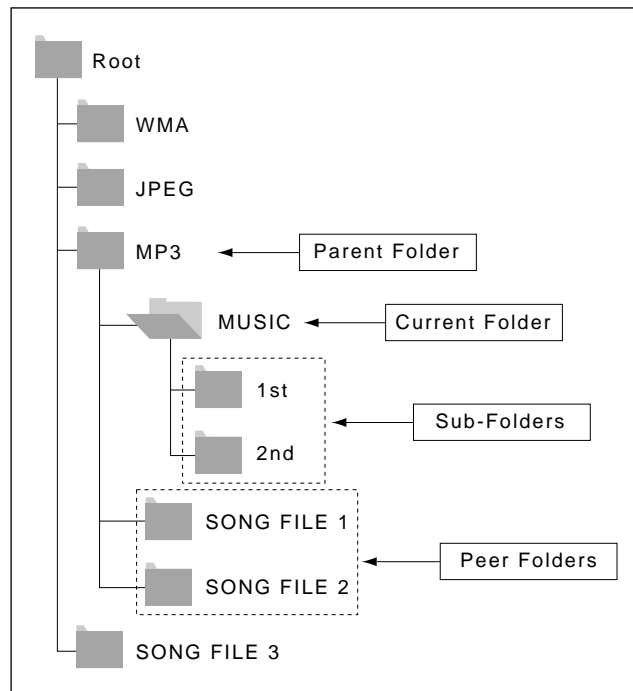 Root
WMA
JPEG
MP3
Parent Folder
MUSIC
Current Folder
1st
Sub-Folders
2nd
SONG FILE 1
Peer Folders
SONG FILE 2
SONG FILE 3